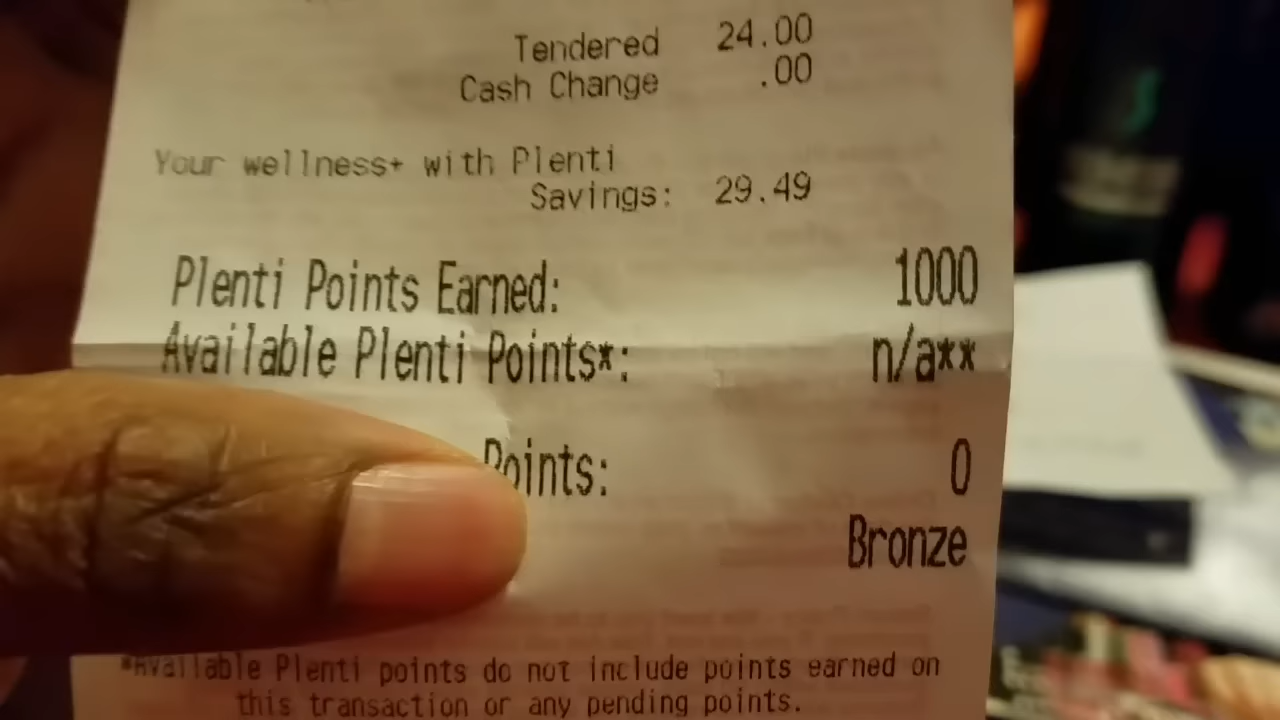 Tendered 24.00
Cash Change .00
Your wellness+ with Plenti
Savings: 29.49
Plenti Points Earned: 1000
Available Plenti Points*: n/a**
Points: 0
Bronze
*Available Plenti points do not include points earned on
this transaction or any pending points.